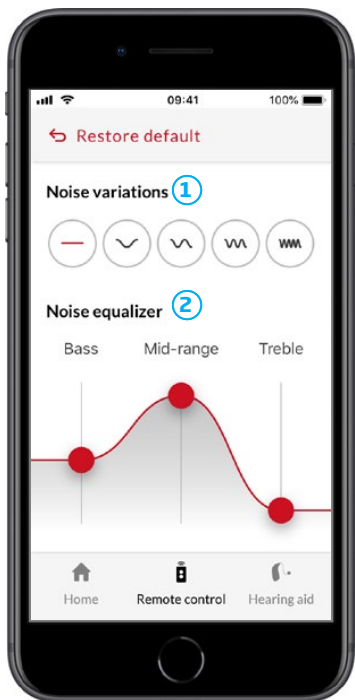 09:41 100%
Restore default
Noise variations 1
Noise equalizer 2
Bass Mid-range Treble
Home Remote control Hearing aid